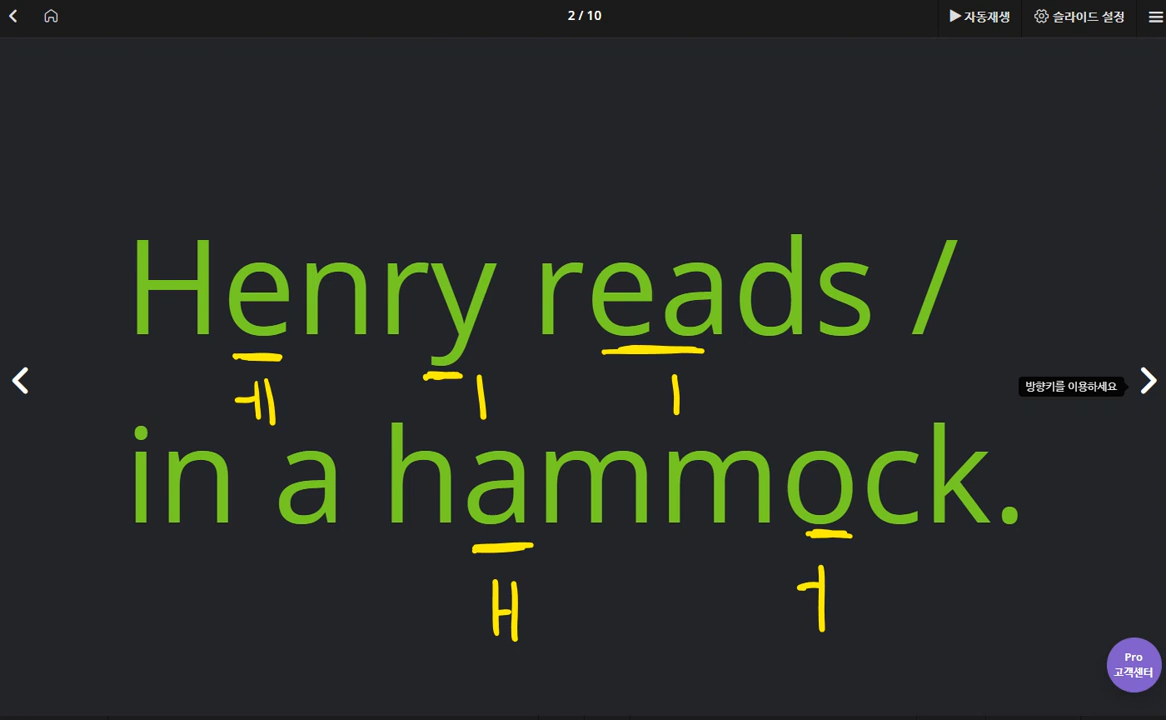 2 / 10
자동재생
슬라이드 설정
Henry reads /
ㅔ ㅣ ㅣ
방향키를 이용하세요
in a hammock.
ㅐ ㅓ
Pro
고객센터